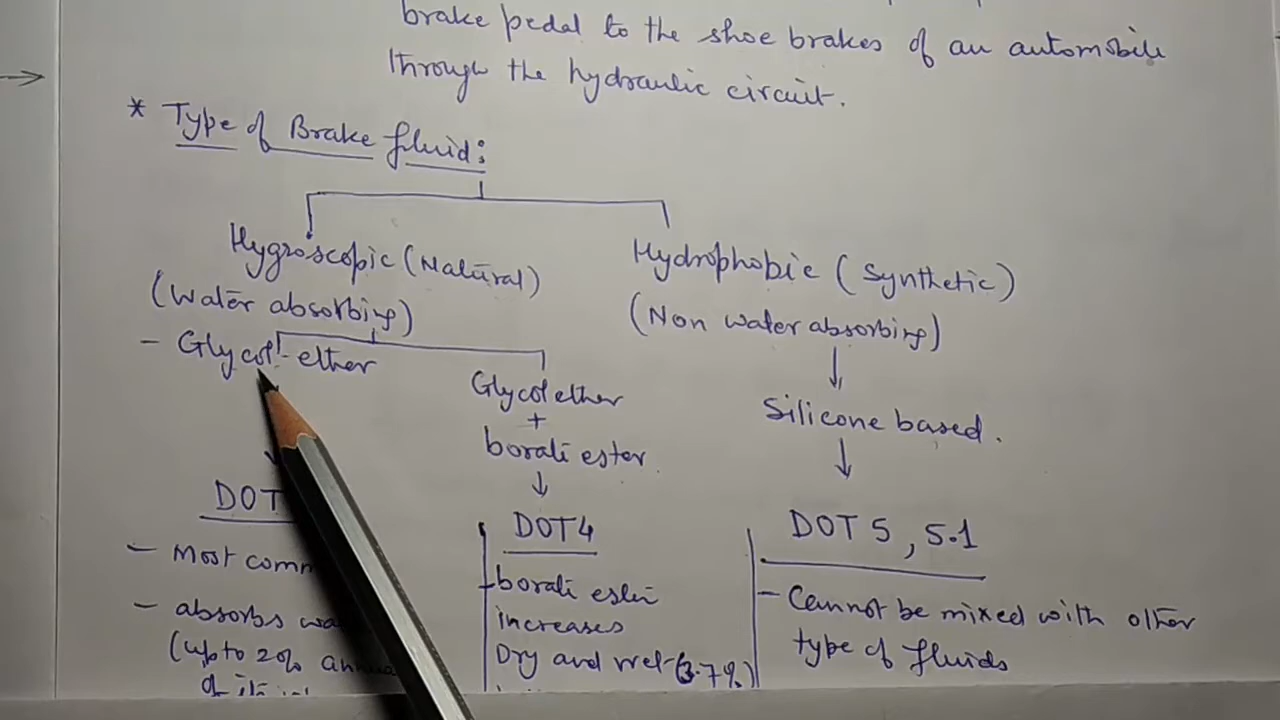 brake pedal to the shoe brakes of an automobile
through the hydraulic circuit.
* Type of Brake fluid:
Hygroscopic (Natural)
(Water absorbing)
- Glycol-ether
Glycol ether
+
borate ester
↓
DOT4
- borate ester
increases
Dry and wet (3.7%)
Hydrophobic (Synthetic)
(Non water absorbing)
↓
Silicone based.
↓
DOT 5, 5.1
- Cannot be mixed with other
type of fluids
DOT
- Most comm
- absorbs wa
(upto 2% ann
of